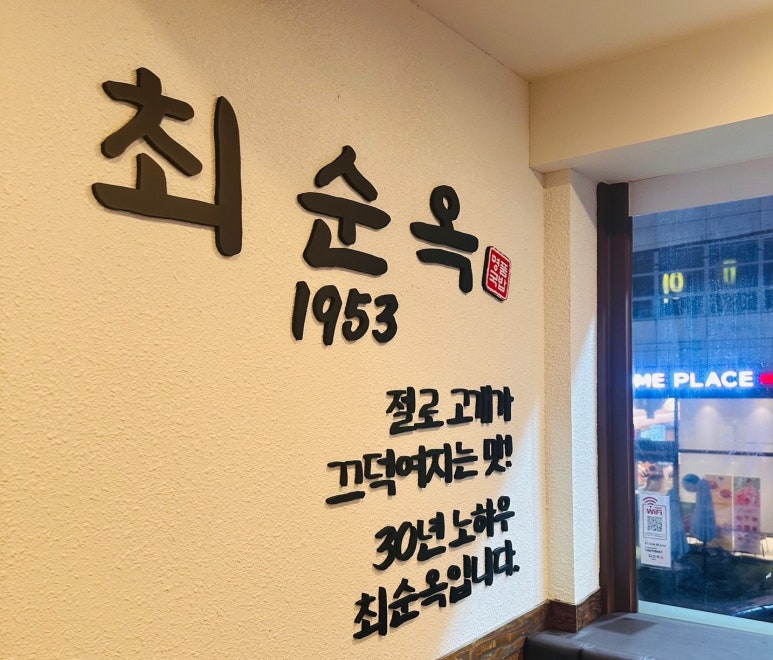 최순옥
1953
절로 고개가
끄덕여지는 맛!
30년 노하우
최순옥입니다.
ME PLACE
WiFi